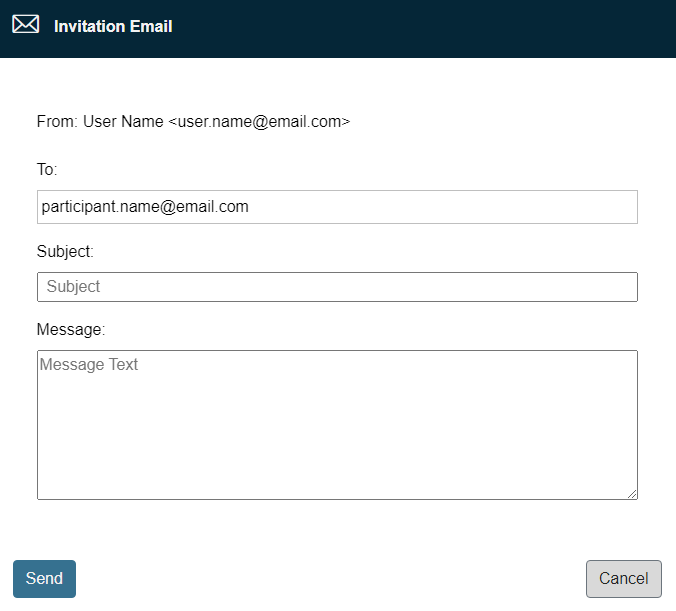 Invitation Email
From: User Name <user.name@email.com>
To:
participant.name@email.com
Subject:
Subject
Message:
Message Text
Send
Cancel